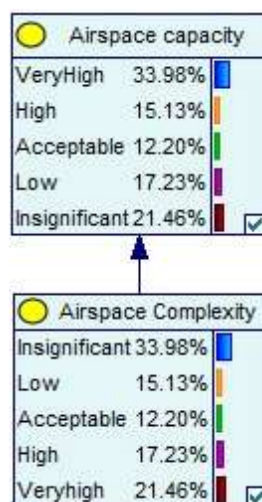 Airspace capacity
VeryHigh 33.98%
High 15.13%
Acceptable 12.20%
Low 17.23%
Insignificant 21.46%
Airspace Complexity
Insignificant 33.98%
Low 15.13%
Acceptable 12.20%
High 17.23%
Veryhigh 21.46%